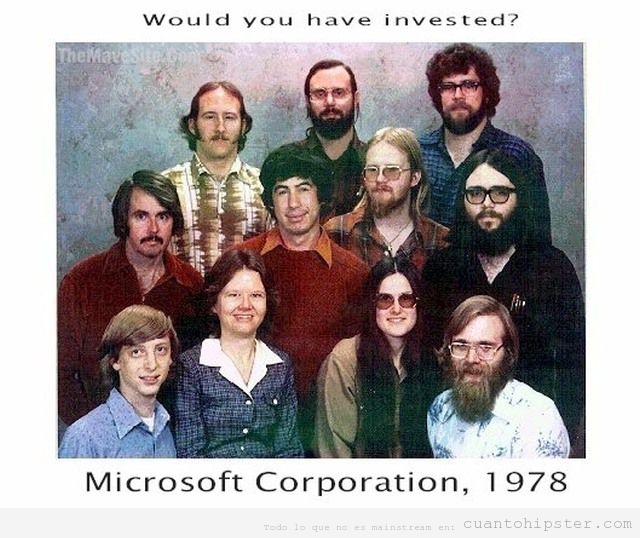 Would you have invested?
TheMaveSite.Com
Microsoft Corporation, 1978
Todo lo que no es mainstream en: cuantohipster.com